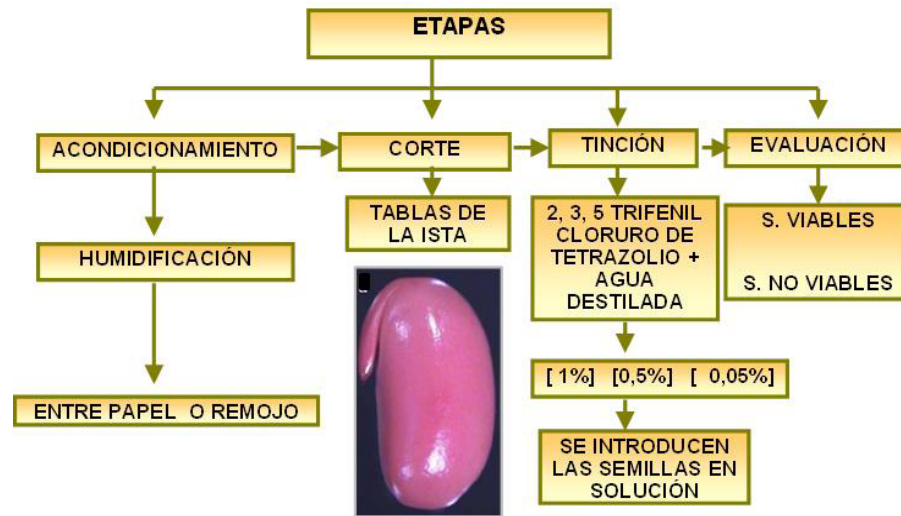 ETAPAS
ACONDICIONAMIENTO
CORTE
TINCIÓN
EVALUACIÓN
HUMIDIFICACIÓN
ENTRE PAPEL O REMOJO
TABLAS DE
LA ISTA
2, 3, 5 TRIFENIL
CLORURO DE
TETRAZOLIO +
AGUA
DESTILADA
[ 1%] [0,5%] [ 0,05%]
SE INTRODUCEN
LAS SEMILLAS EN
SOLUCIÓN
S. VIABLES
S. NO VIABLES